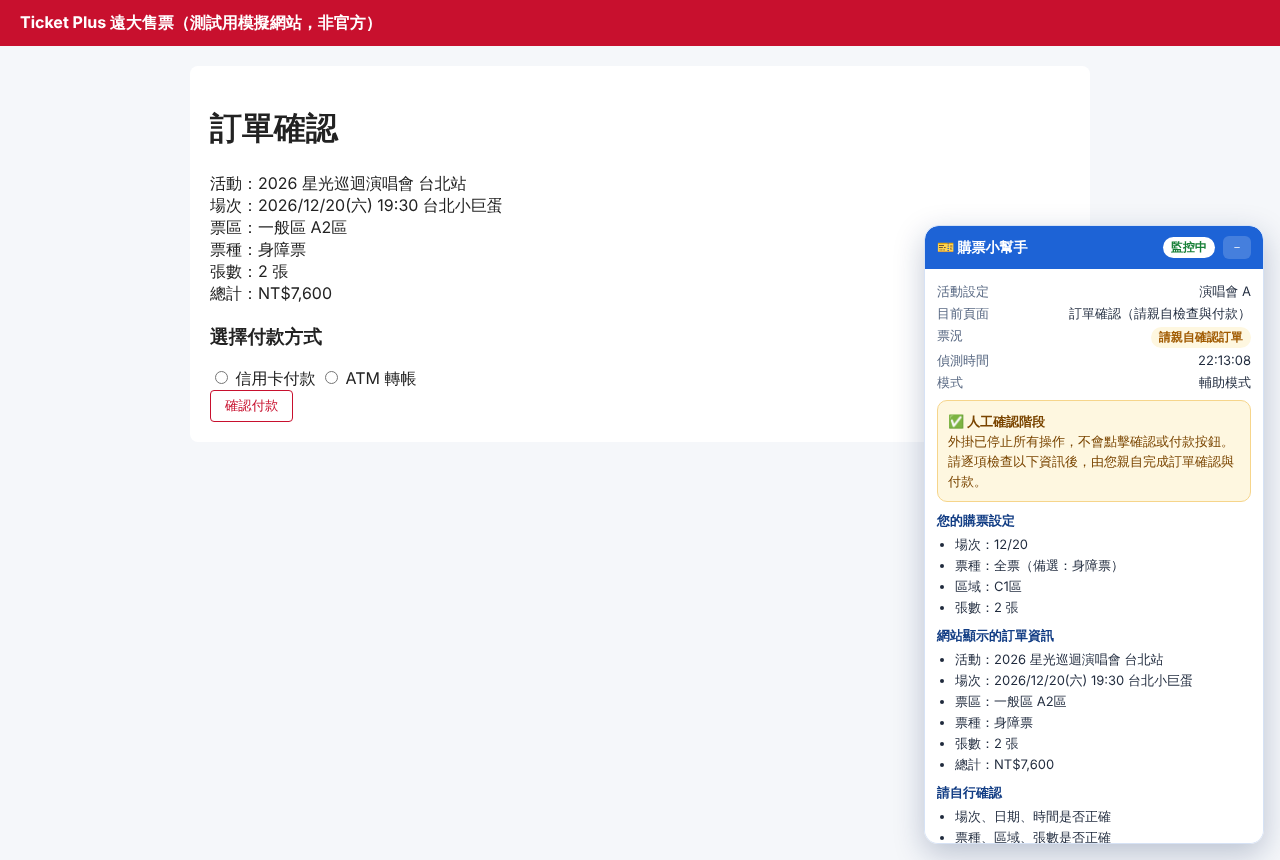 Ticket Plus 遠大售票（測試用模擬網站，非官方）
訂單確認
活動：2026 星光巡迴演唱會 台北站
場次：2026/12/20(六) 19:30 台北小巨蛋
票區：一般區 A2區
票種：身障票
張數：2 張
總計：NT$7,600
選擇付款方式
信用卡付款 ATM 轉帳
確認付款
🎫 購票小幫手 監控中 −
活動設定 演唱會 A
目前頁面 訂單確認（請親自檢查與付款）
票況 請親自確認訂單
偵測時間 22:13:08
模式 輔助模式
✅ 人工確認階段
外掛已停止所有操作，不會點擊確認或付款按鈕。
請逐項檢查以下資訊後，由您親自完成訂單確認與
付款。
您的購票設定
• 場次：12/20
• 票種：全票（備選：身障票）
• 區域：C1區
• 張數：2 張
網站顯示的訂單資訊
• 活動：2026 星光巡迴演唱會 台北站
• 場次：2026/12/20(六) 19:30 台北小巨蛋
• 票區：一般區 A2區
• 票種：身障票
• 張數：2 張
• 總計：NT$7,600
請自行確認
• 場次、日期、時間是否正確
• 票種、區域、張數是否正確